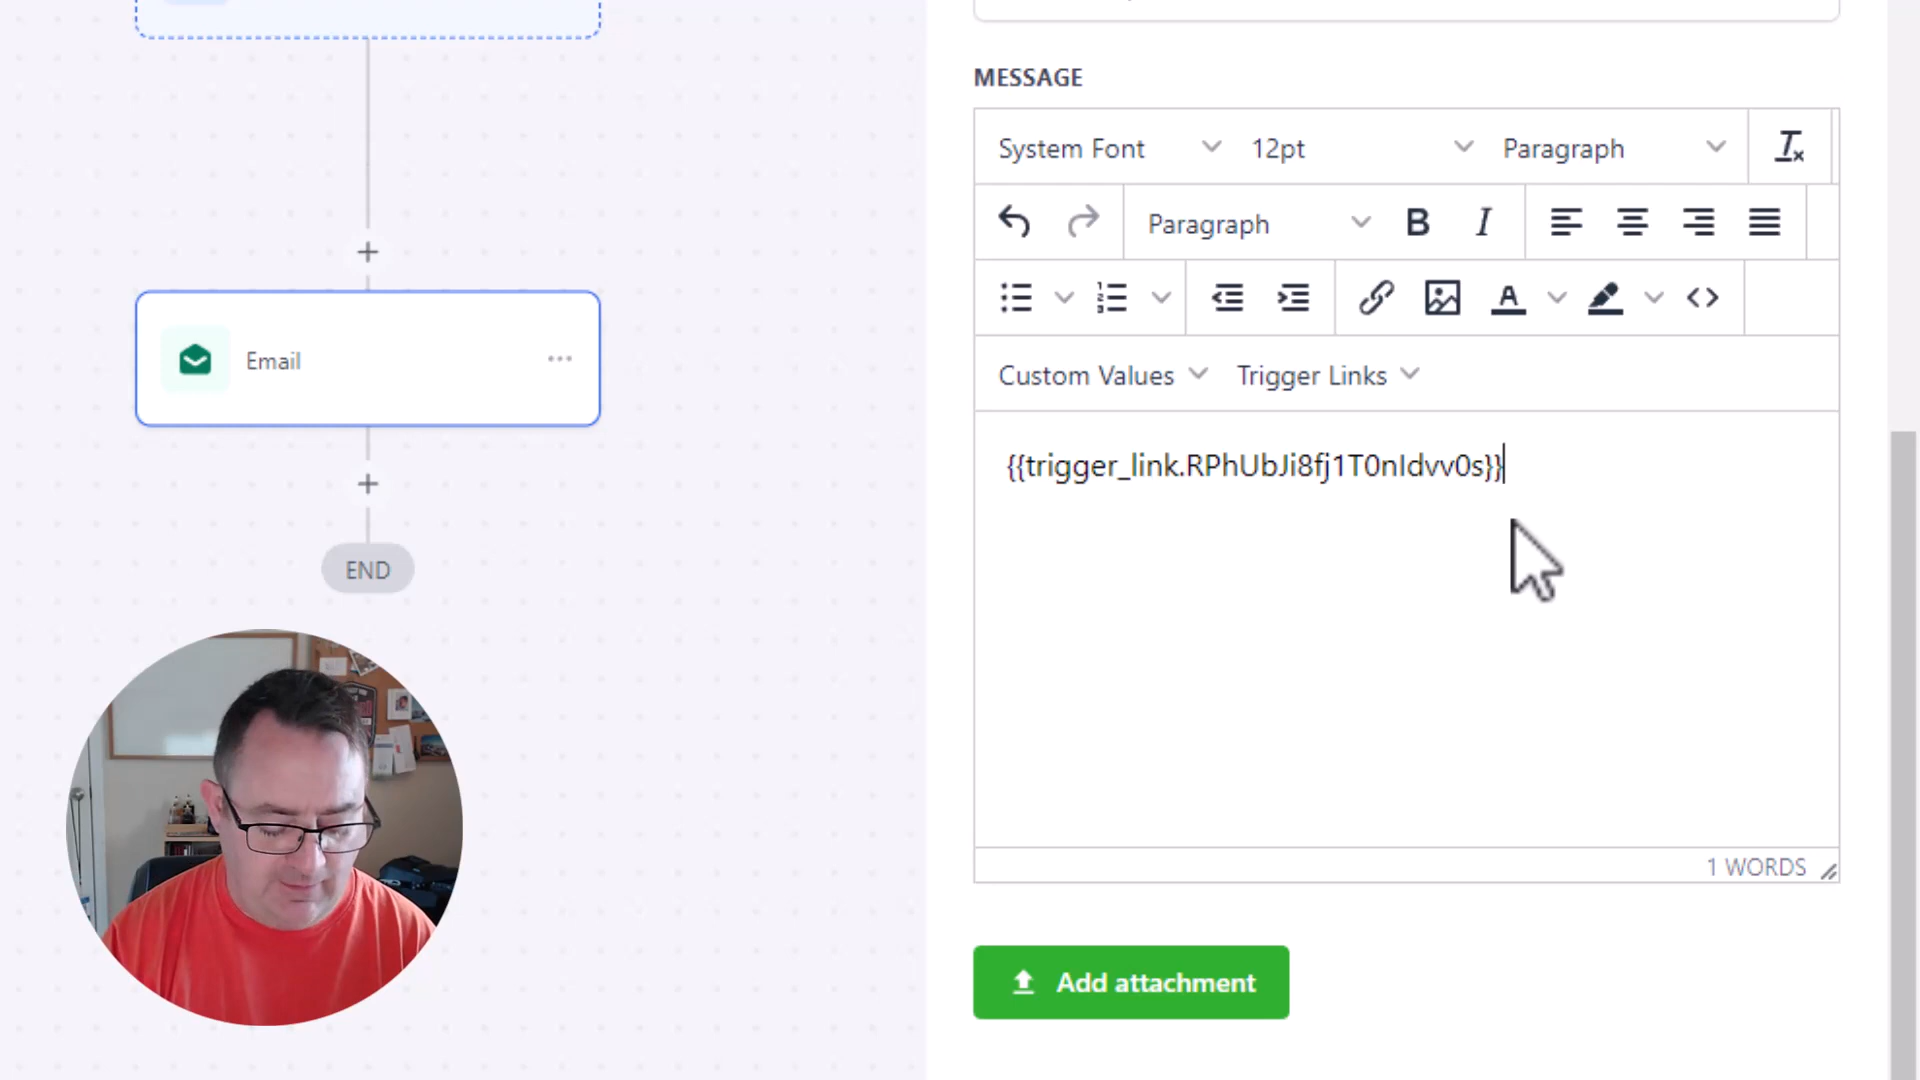 MESSAGE
System Font 12pt Paragraph
Paragraph B I
A
Custom Values Trigger Links
{{trigger_link.RPhUbJi8fj1T0nIdvv0s}}
1 WORDS
Add attachment
Email
END